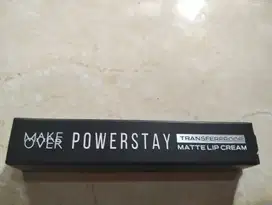 MAKE
OVER
POWERSTAY
TRANSFERPROOF
MATTE LIP CREAM